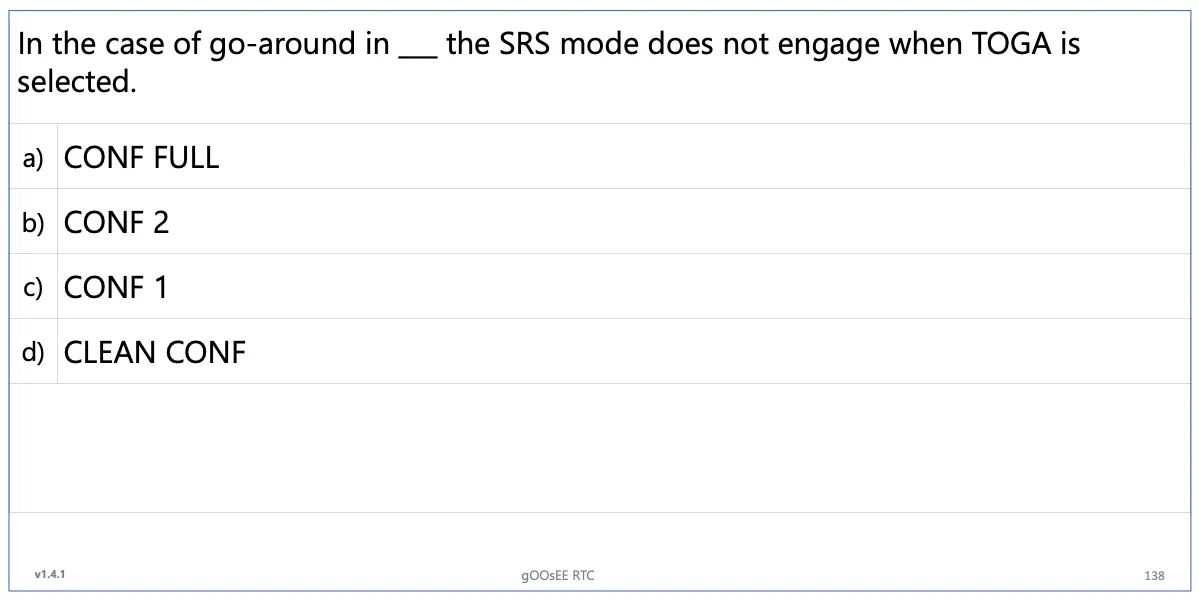 In the case of go-around in ___ the SRS mode does not engage when TOGA is
selected.
a) CONF FULL
b) CONF 2
c) CONF 1
d) CLEAN CONF
v1.4.1 gOOsEE RTC 138